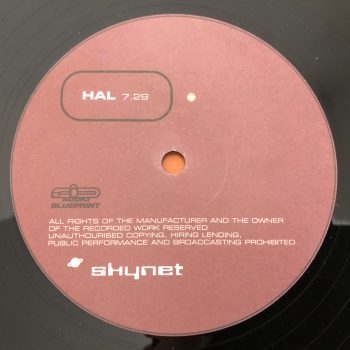 HAL 7.29
AUDIO
BLUEPRINT
ALL RIGHTS OF THE MANUFACTURER AND THE OWNER
OF THE RECORDED WORK RESERVED
UNAUTHOURISED COPYING, HIRING LENDING,
PUBLIC PERFORMANCE AND BROADCASTING PROHIBITED
skynet